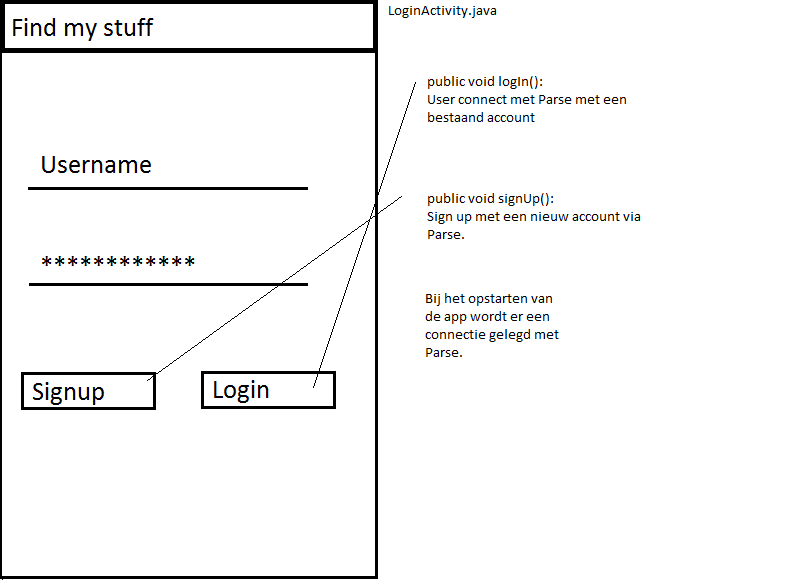 Find my stuff
Username
************
Signup
Login
LoginActivity.java
public void logIn():
User connect met Parse met een
bestaand account
public void signUp():
Sign up met een nieuw account via
Parse.
Bij het opstarten van
de app wordt er een
connectie gelegd met
Parse.